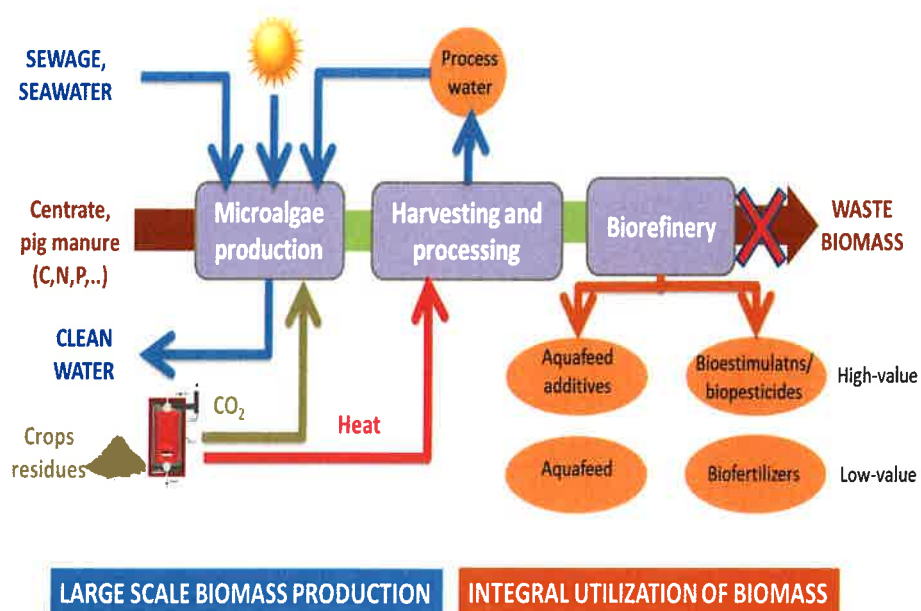 SEWAGE,
SEAWATER
Process
water
Centrate,
pig manure
(C,N,P,..)
Microalgae
production
Harvesting and
processing
Biorefinery
WASTE
BIOMASS
CLEAN
WATER
Aquafeed
additives
Bioestimulatns/
biopesticides
High-value
CO₂
Heat
Crops
residues
Aquafeed
Biofertilizers
Low-value
LARGE SCALE BIOMASS PRODUCTION
INTEGRAL UTILIZATION OF BIOMASS